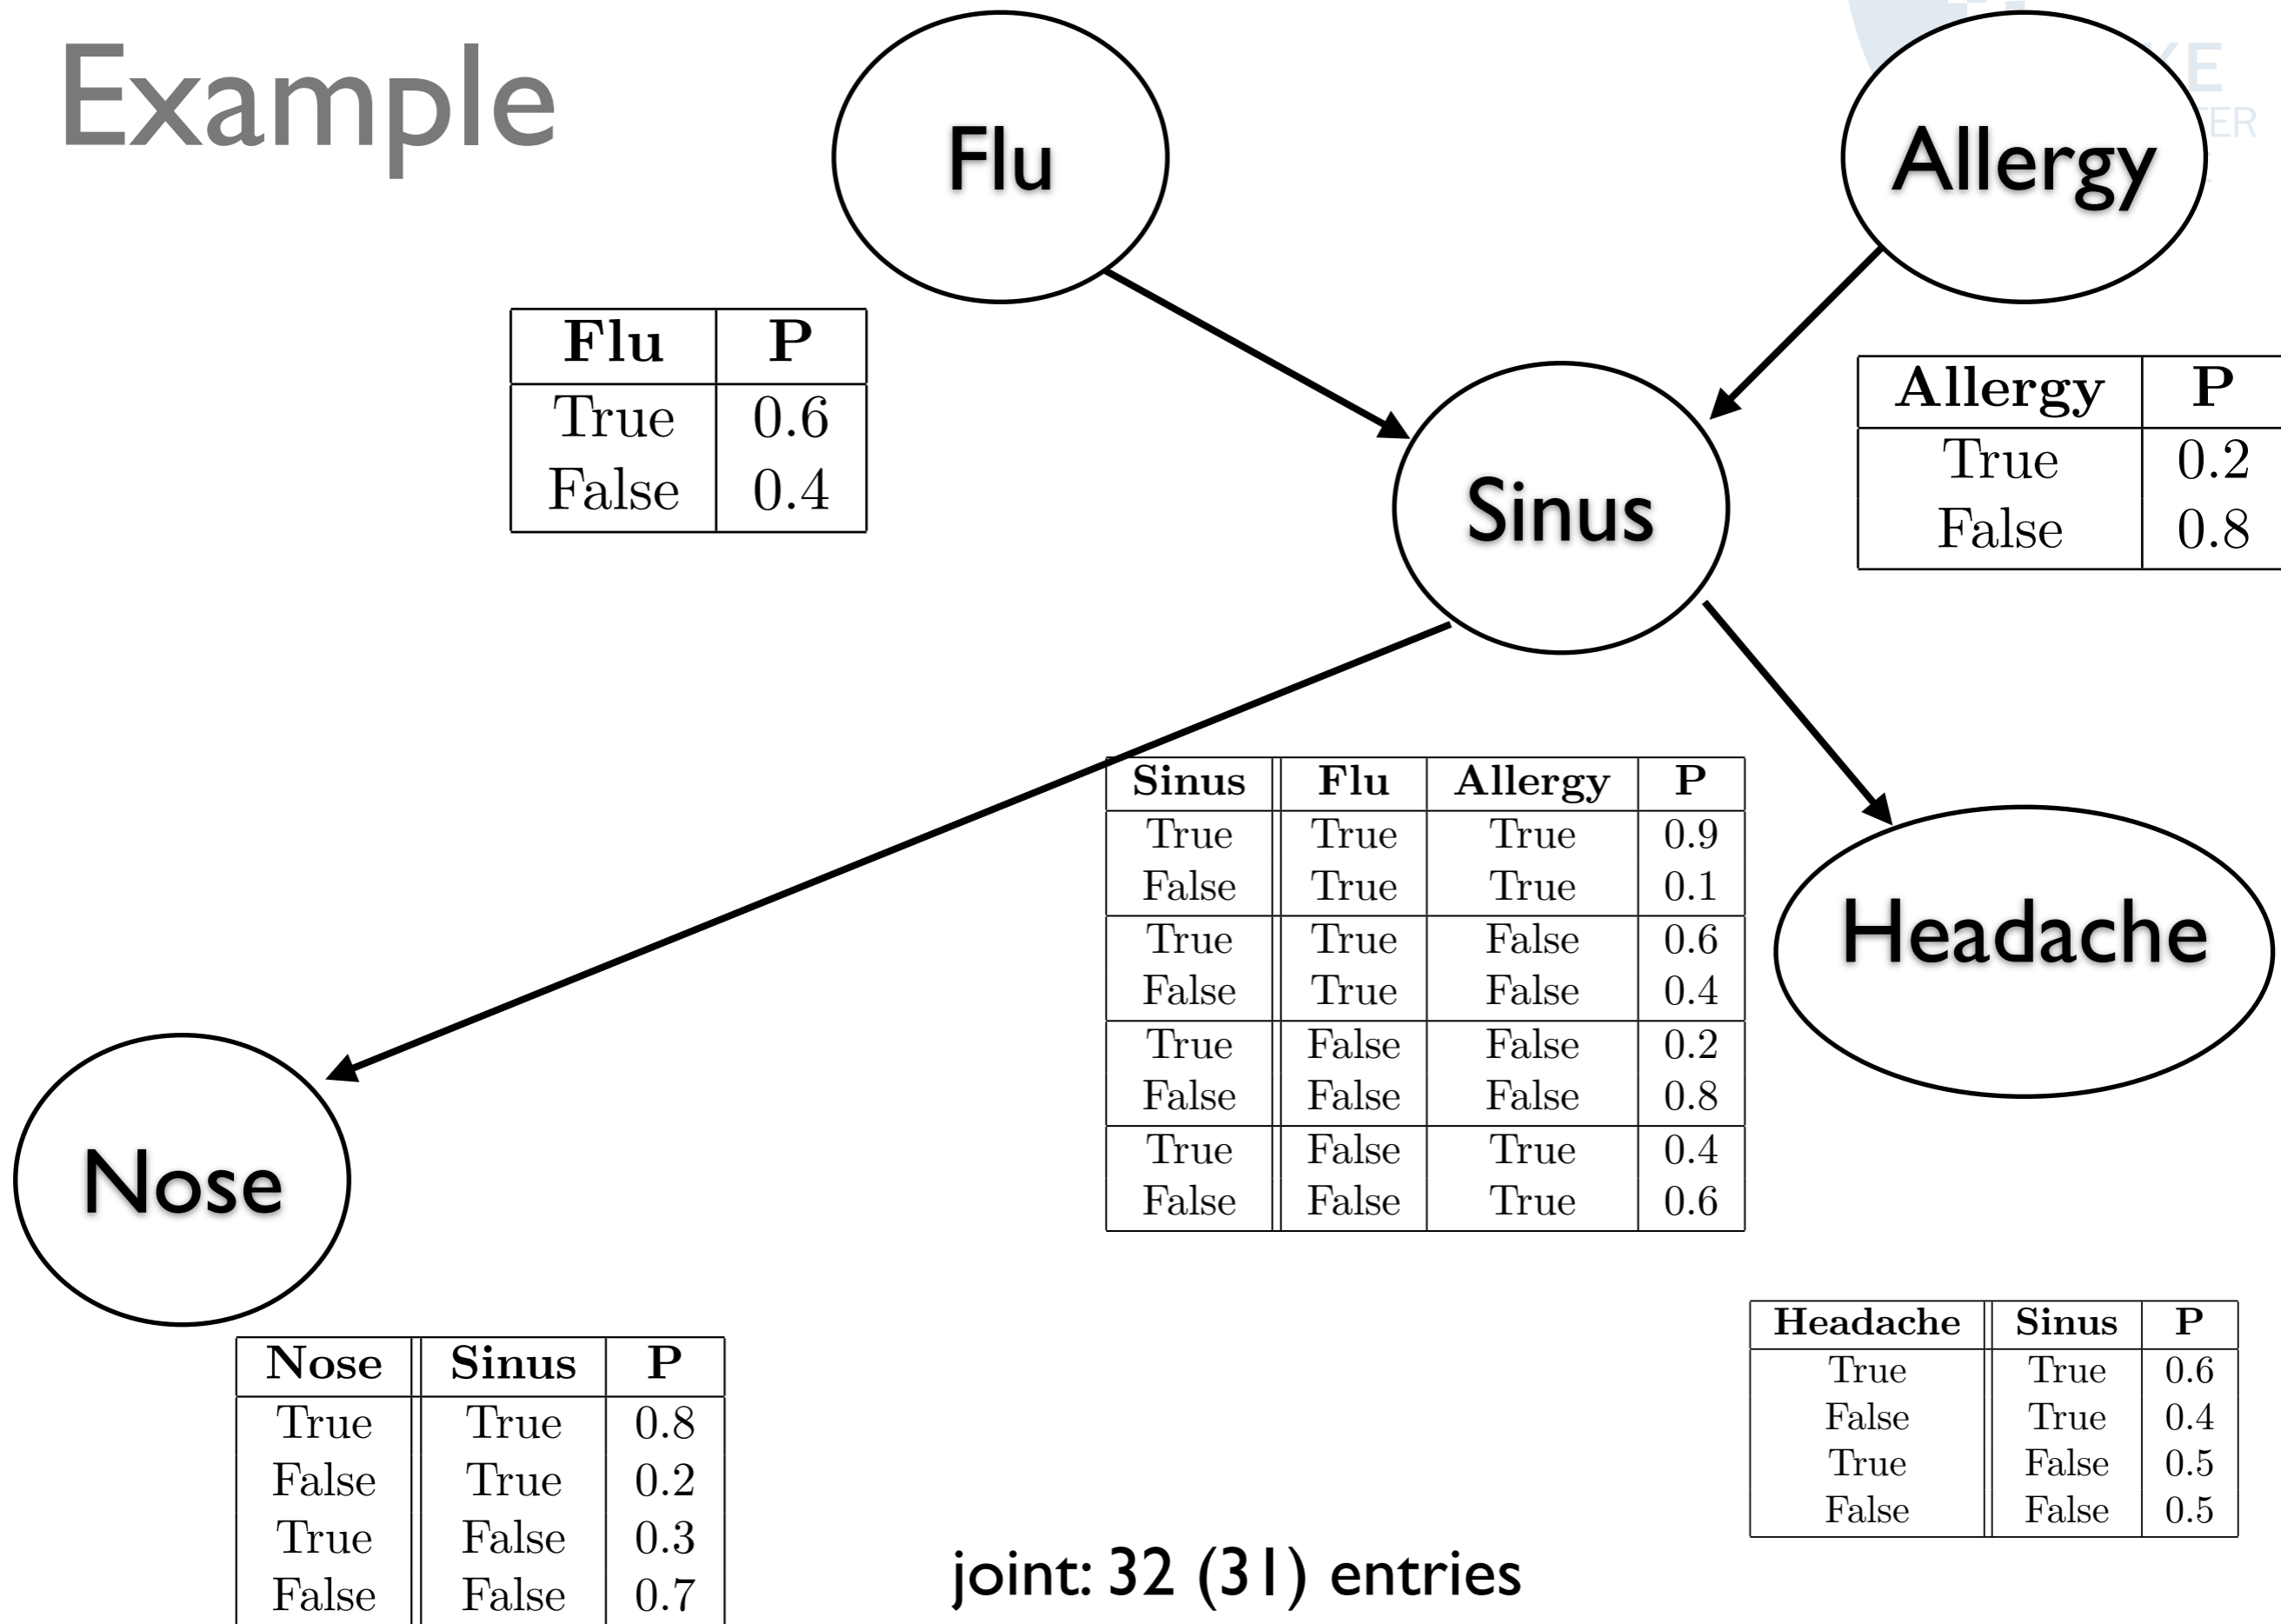 Example
Flu
Allergy
KE
TER
Flu P
True 0.6
False 0.4
Allergy P
True 0.2
False 0.8
Sinus
Sinus Flu Allergy P
True True True 0.9
False True True 0.1
True True False 0.6
False True False 0.4
True False False 0.2
False False False 0.8
True False True 0.4
False False True 0.6
Headache
Nose
Headache Sinus P
True True 0.6
False True 0.4
True False 0.5
False False 0.5
Nose Sinus P
True True 0.8
False True 0.2
True False 0.3
False False 0.7
joint: 32 (31) entries